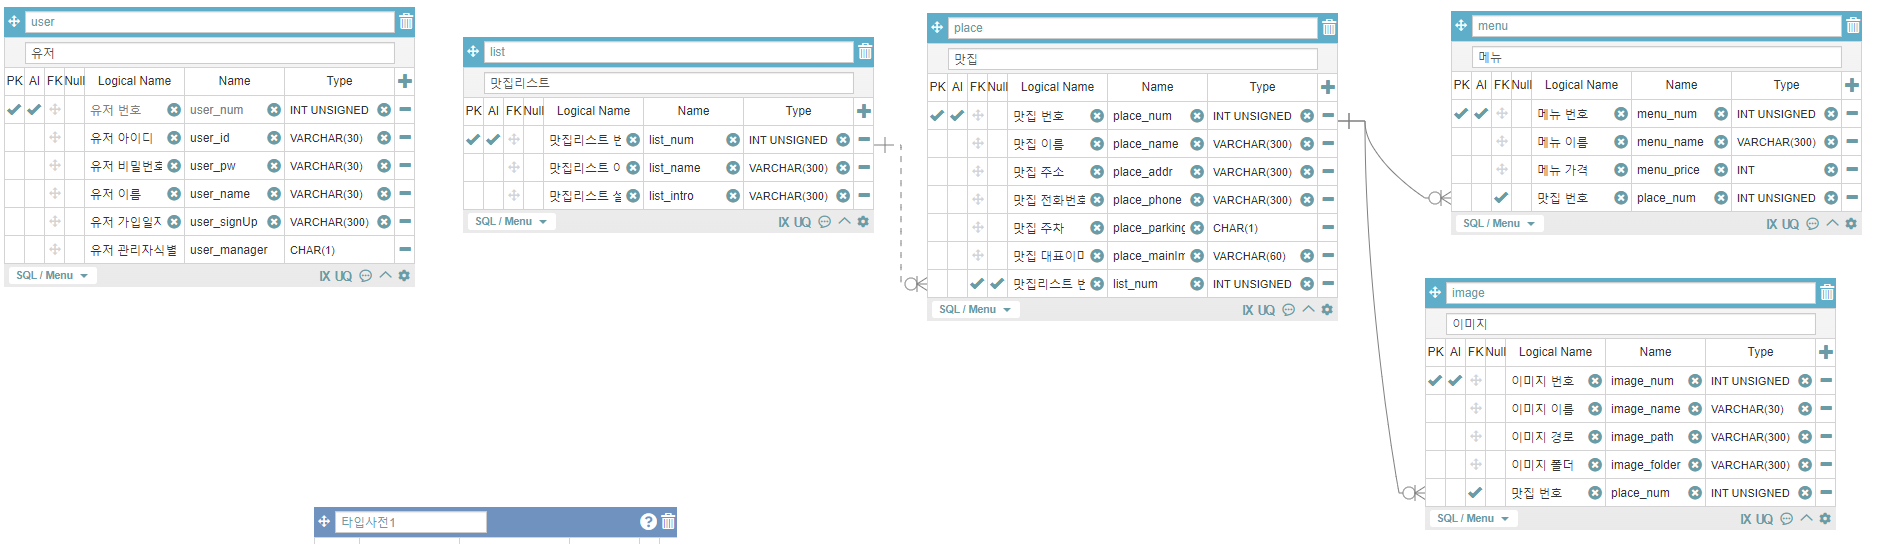 user
유저
PK AI FK Null Logical Name Name Type
유저 번호 user_num INT UNSIGNED
유저 아이디 user_id VARCHAR(30)
유저 비밀번호 user_pw VARCHAR(30)
유저 이름 user_name VARCHAR(30)
유저 가입일자 user_signUp VARCHAR(300)
유저 관리자식별 user_manager CHAR(1)
SQL / Menu IX UQ
list
맛집리스트
PK AI FK Null Logical Name Name Type
맛집리스트 list_num INT UNSIGNED
맛집리스트 list_name VARCHAR(300)
맛집리스트 list_intro VARCHAR(300)
SQL / Menu IX UQ
place
맛집
PK AI FK Null Logical Name Name Type
맛집 번호 place_num INT UNSIGNED
맛집 이름 place_name VARCHAR(300)
맛집 주소 place_addr VARCHAR(300)
맛집 전화번호 place_phone VARCHAR(300)
맛집 주차 place_parking CHAR(1)
맛집 대표이미 place_mainIm VARCHAR(60)
맛집리스트 list_num INT UNSIGNED
SQL / Menu IX UQ
menu
메뉴
PK AI FK Null Logical Name Name Type
메뉴 번호 menu_num INT UNSIGNED
메뉴 이름 menu_name VARCHAR(300)
메뉴 가격 menu_price INT
맛집 번호 place_num INT UNSIGNED
SQL / Menu IX UQ
image
이미지
PK AI FK Null Logical Name Name Type
이미지 번호 image_num INT UNSIGNED
이미지 이름 image_name VARCHAR(30)
이미지 경로 image_path VARCHAR(300)
이미지 폴더 image_folder VARCHAR(300)
맛집 번호 place_num INT UNSIGNED
SQL / Menu IX UQ
타입사전1 ?